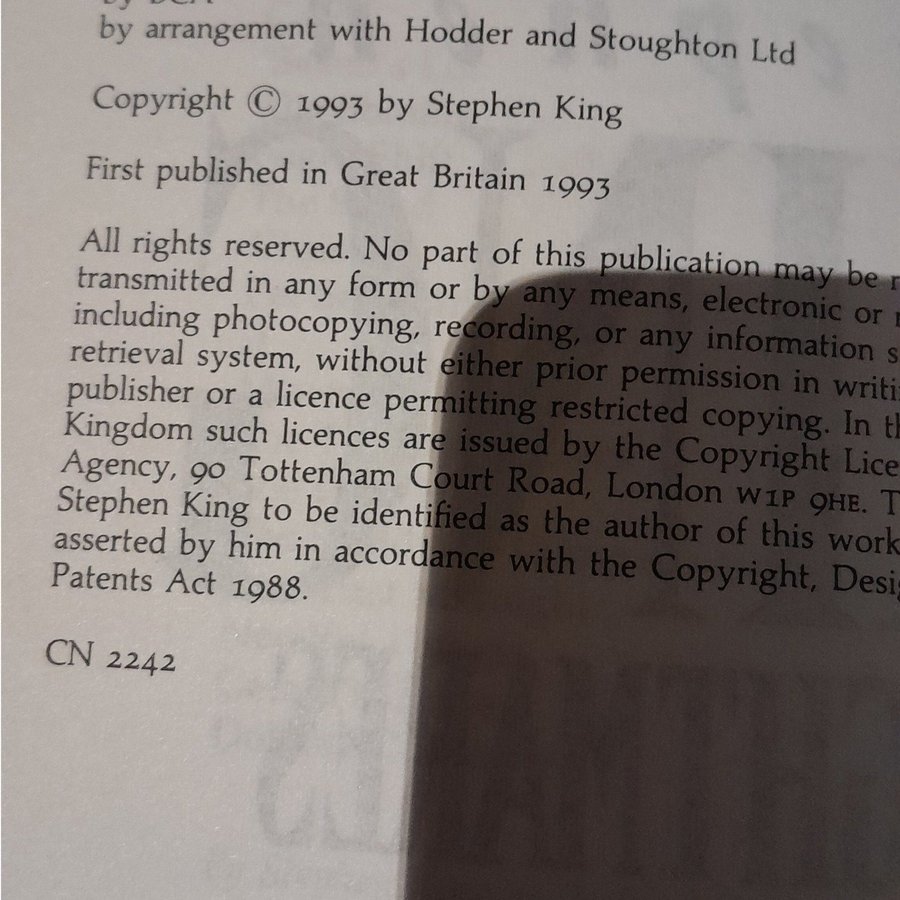 by arrangement with Hodder and Stoughton Ltd
Copyright © 1993 by Stephen King
First published in Great Britain 1993
All rights reserved. No part of this publication may be
transmitted in any form or by any means, electronic or
including photocopying, recording, or any information
retrieval system, without either prior permission in
publisher or a licence permitting restricted copying. In
Kingdom such licences are issued by the Copyright
Agency, 90 Tottenham Court Road, London W1P 9HE.
Stephen King to be identified as the author of this work
asserted by him in accordance with the Copyright,
Patents Act 1988.
CN 2242